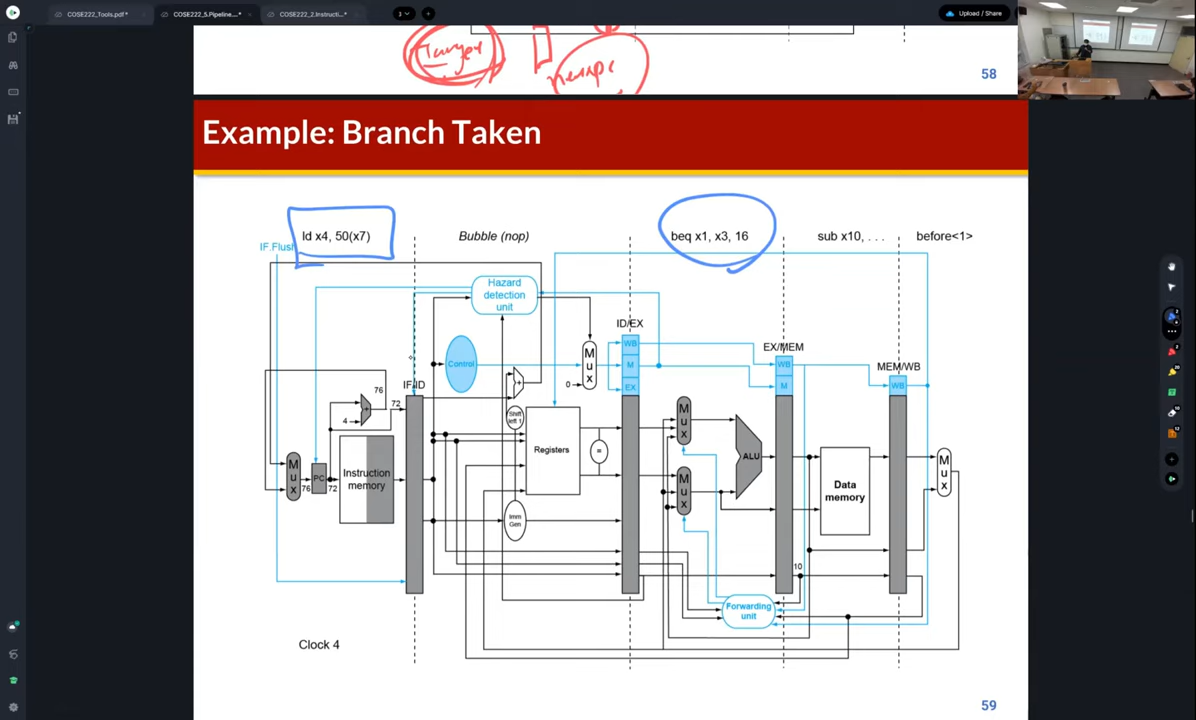 COSE222_Tools.pdf*
COSE222_5.Pipeline....*
COSE222_2.Instructi...*
3
Upload / Share
58
Example: Branch Taken
ld x4, 50(x7)
Bubble (nop)
beq x1, x3, 16
sub x10, . . .
before<1>
IF.Flush
Hazard
detection
unit
ID/EX
WB
M
EX
Control
Mux
0
EX/MEM
WB
M
MEM/WB
WB
IF/ID
76
72
4
+
+
Shift
left 1
Registers
=
Mux
Mux
ALU
Mux
76
PC
72
Instruction
memory
Data
memory
Mux
Imm
Gen
10
Forwarding
unit
Clock 4
59